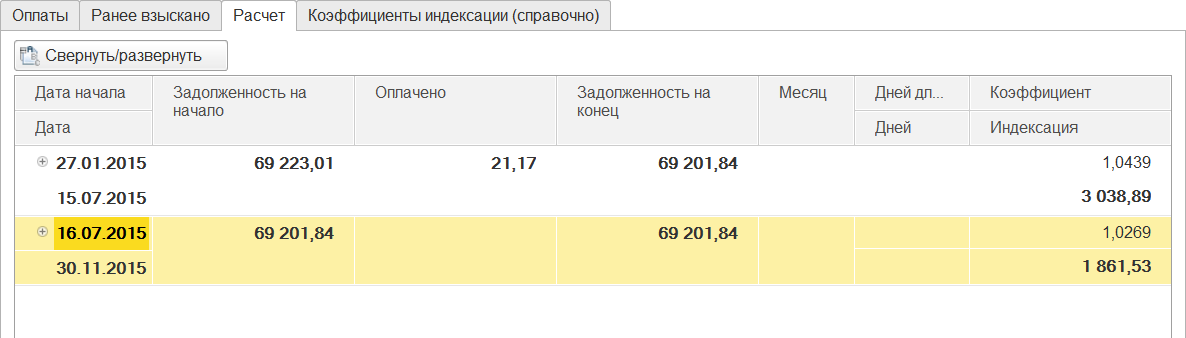 Оплаты Ранее взыскано Расчет Коэффициенты индексации (справочно)
Свернуть/развернуть
Дата начала Задолженность на начало Оплачено Задолженность на конец Месяц Дней дл... Коэффициент
Дата Дней Индексация
27.01.2015 69 223,01 21,17 69 201,84 1,0439
15.07.2015 3 038,89
16.07.2015 69 201,84 69 201,84 1,0269
30.11.2015 1 861,53